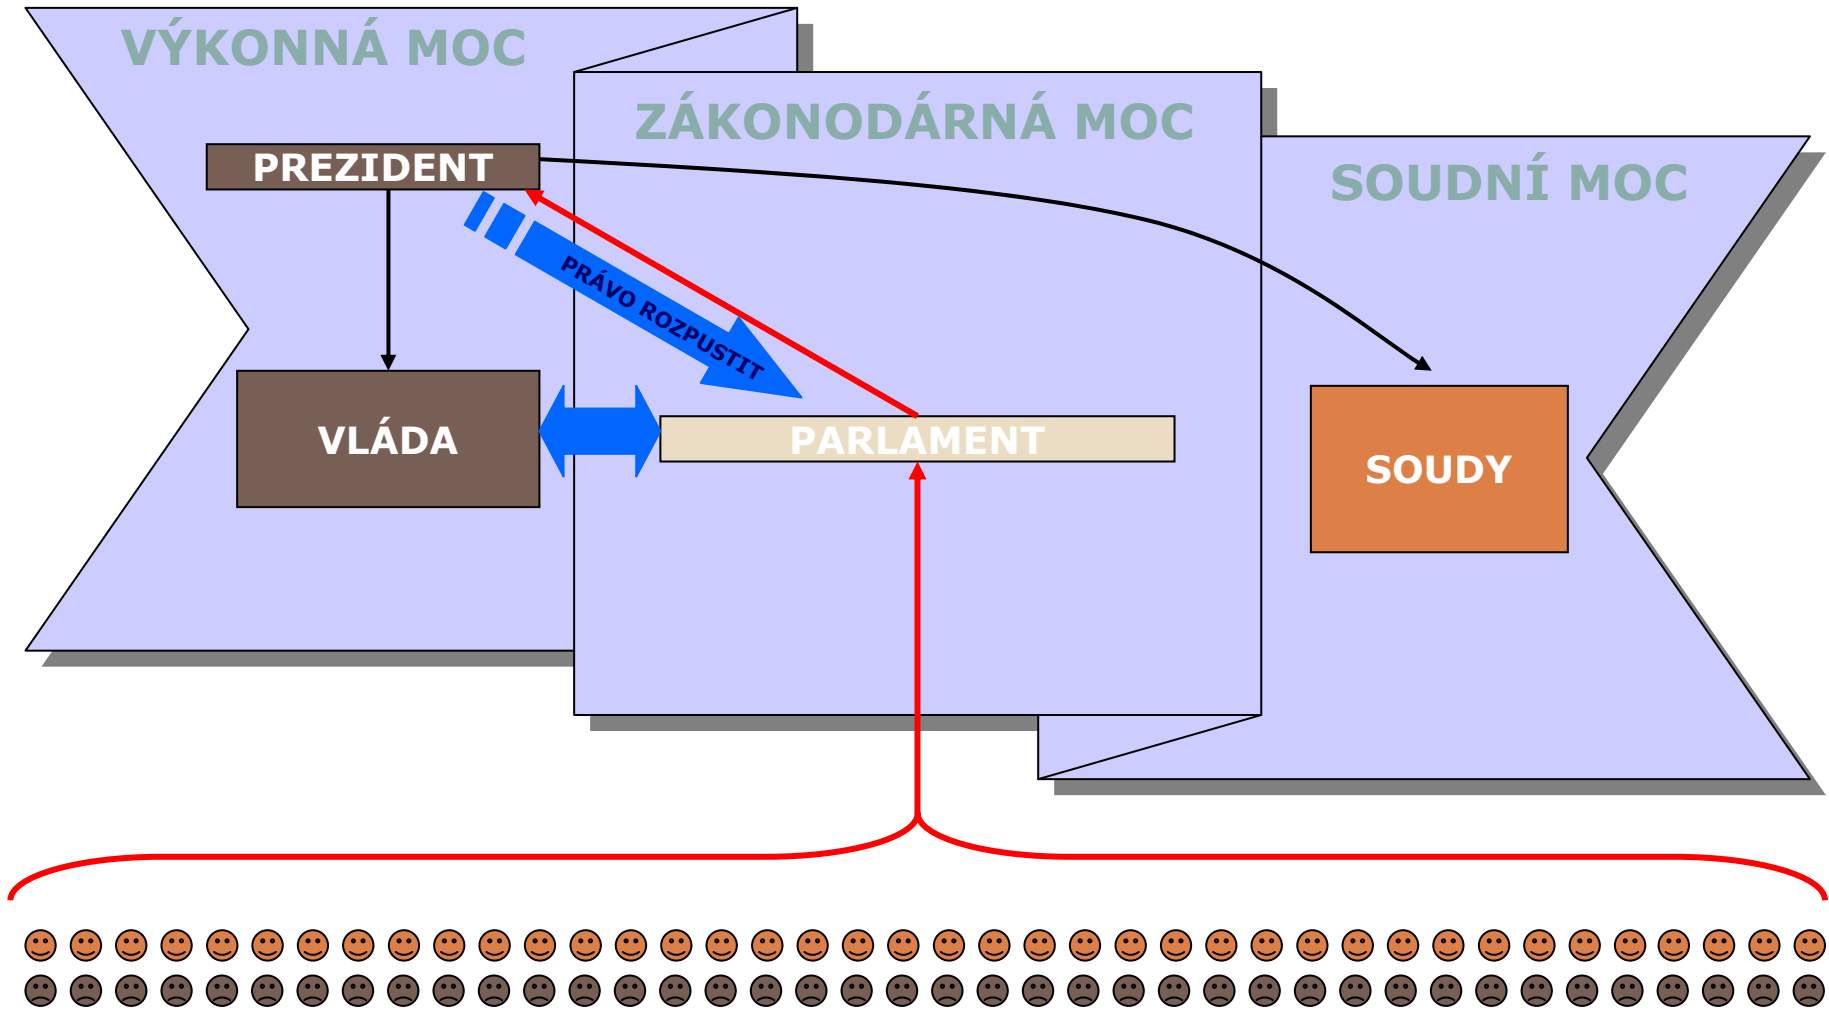 VÝKONNÁ MOC
ZÁKONODÁRNÁ MOC
SOUDNÍ MOC
PREZIDENT
PRÁVO ROZPUSTIT
VLÁDA
PARLAMENT
SOUDY